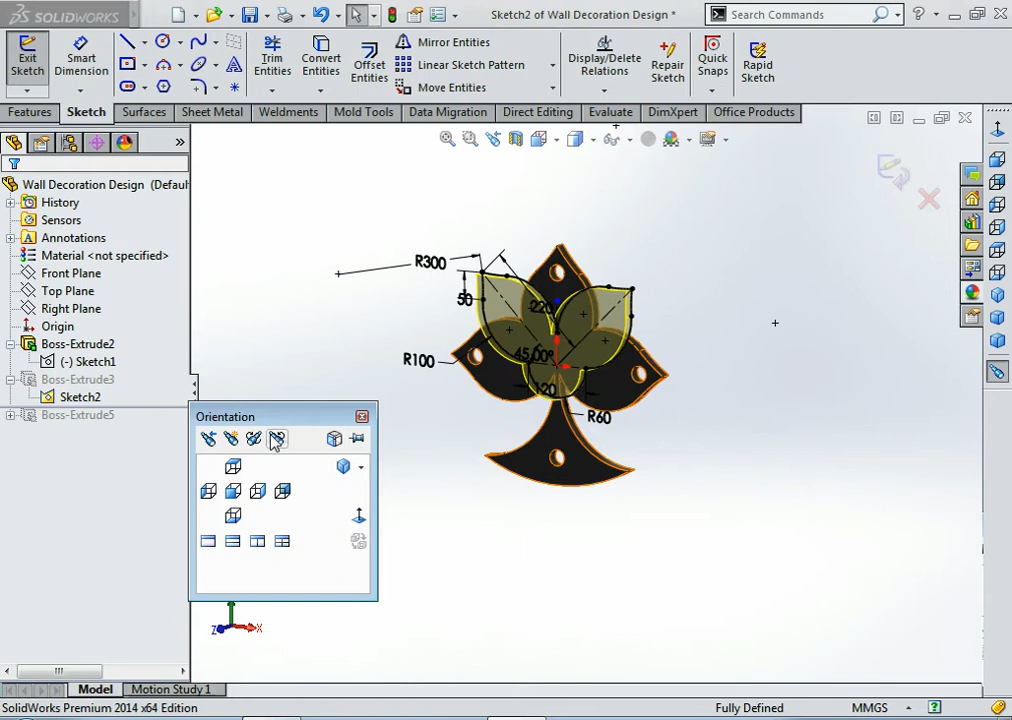 SOLIDWORKS
Sketch2 of Wall Decoration Design *
Search Commands
Exit Sketch
Smart Dimension
Trim Entities
Convert Entities
Offset Entities
Mirror Entities
Linear Sketch Pattern
Move Entities
Display/Delete Relations
Repair Sketch
Quick Snaps
Rapid Sketch
Features
Sketch
Surfaces
Sheet Metal
Weldments
Mold Tools
Data Migration
Direct Editing
Evaluate
DimXpert
Office Products
Wall Decoration Design (Defaul
History
Sensors
Annotations
Material <not specified>
Front Plane
Top Plane
Right Plane
Origin
Boss-Extrude2
(-) Sketch1
Boss-Extrude3
Sketch2
Boss-Extrude5
R300
50
220
R100
45.00°
120
R60
Orientation
Z
X
Model
Motion Study 1
SolidWorks Premium 2014 x64 Edition
Fully Defined
MMGS